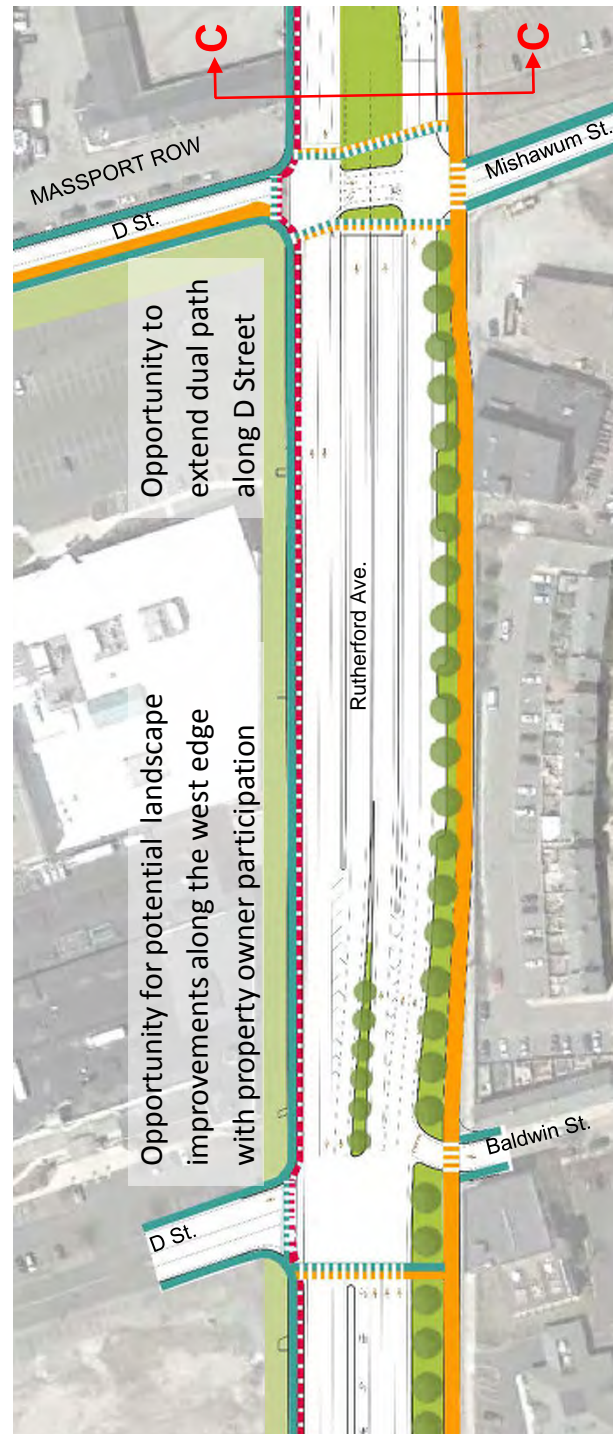 C
C
MASSPORT ROW
D St.
Mishawum St.
Opportunity to
extend dual path
along D Street
Rutherford Ave.
Opportunity for potential landscape
improvements along the west edge
with property owner participation
D St.
Baldwin St.